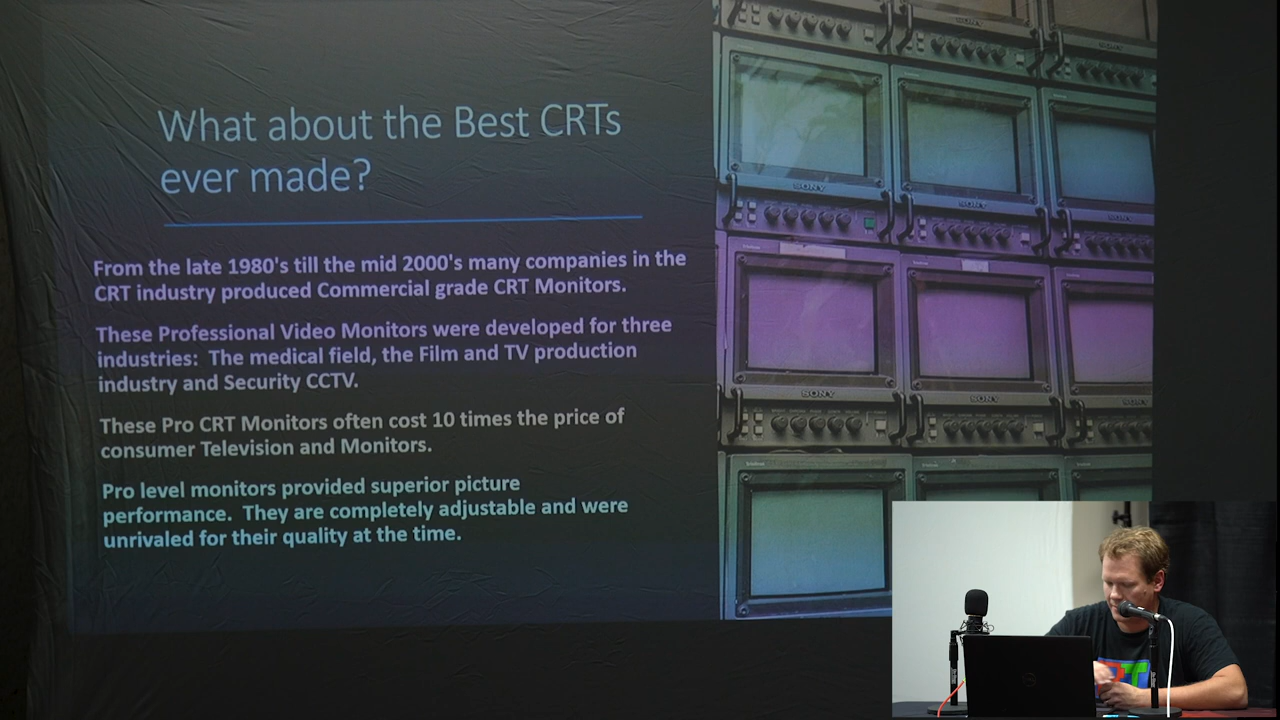 What about the Best CRTs
ever made?
From the late 1980's till the mid 2000's many companies in the
CRT industry produced Commercial grade CRT Monitors.
These Professional Video Monitors were developed for three
industries:  The medical field, the Film and TV production
industry and Security CCTV.
These Pro CRT Monitors often cost 10 times the price of
consumer Television and Monitors.
Pro level monitors provided superior picture
performance.  They are completely adjustable and were
unrivaled for their quality at the time.
SONY
SONY
SONY
SONY
SONY
SONY
SONY
SONY
DELL